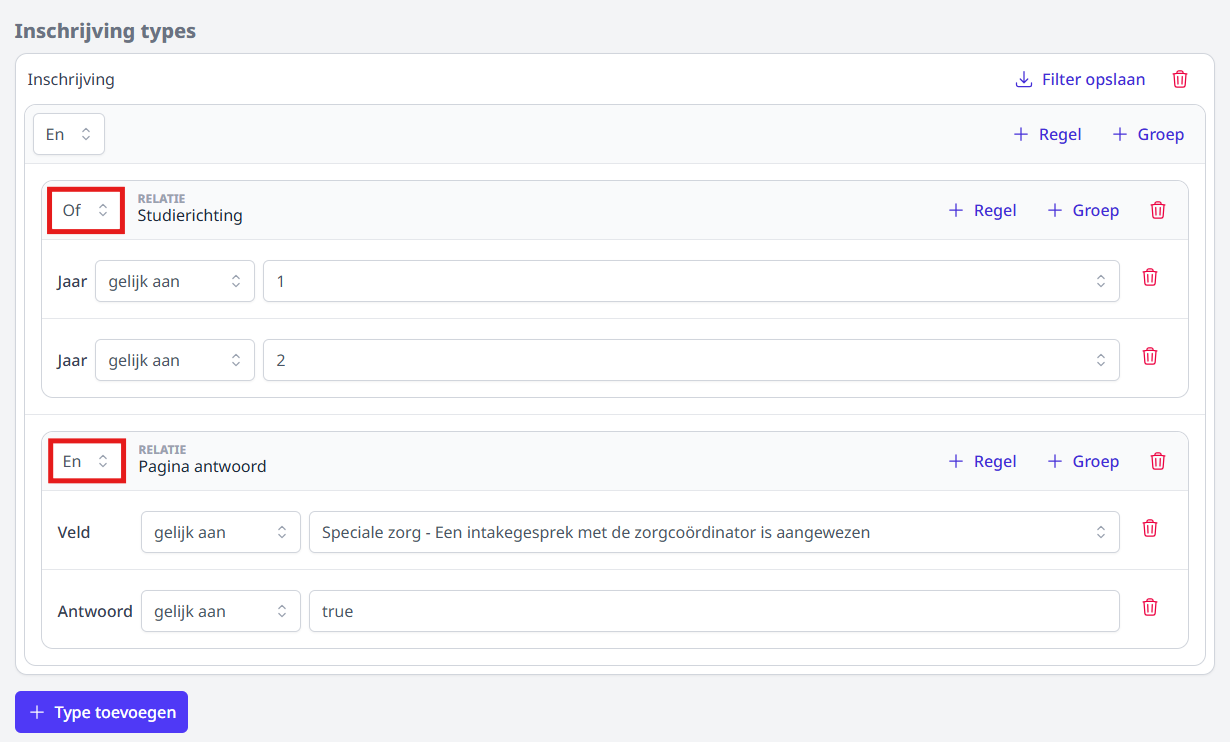 Inschrijving types
Inschrijving
Filter opslaan
En
Regel
Groep
Of
RELATIE
Studierichting
Regel
Groep
Jaar
gelijk aan
1
Jaar
gelijk aan
2
En
RELATIE
Pagina antwoord
Regel
Groep
Veld
gelijk aan
Speciale zorg - Een intakegesprek met de zorgcoördinator is aangewezen
Antwoord
gelijk aan
true
Type toevoegen